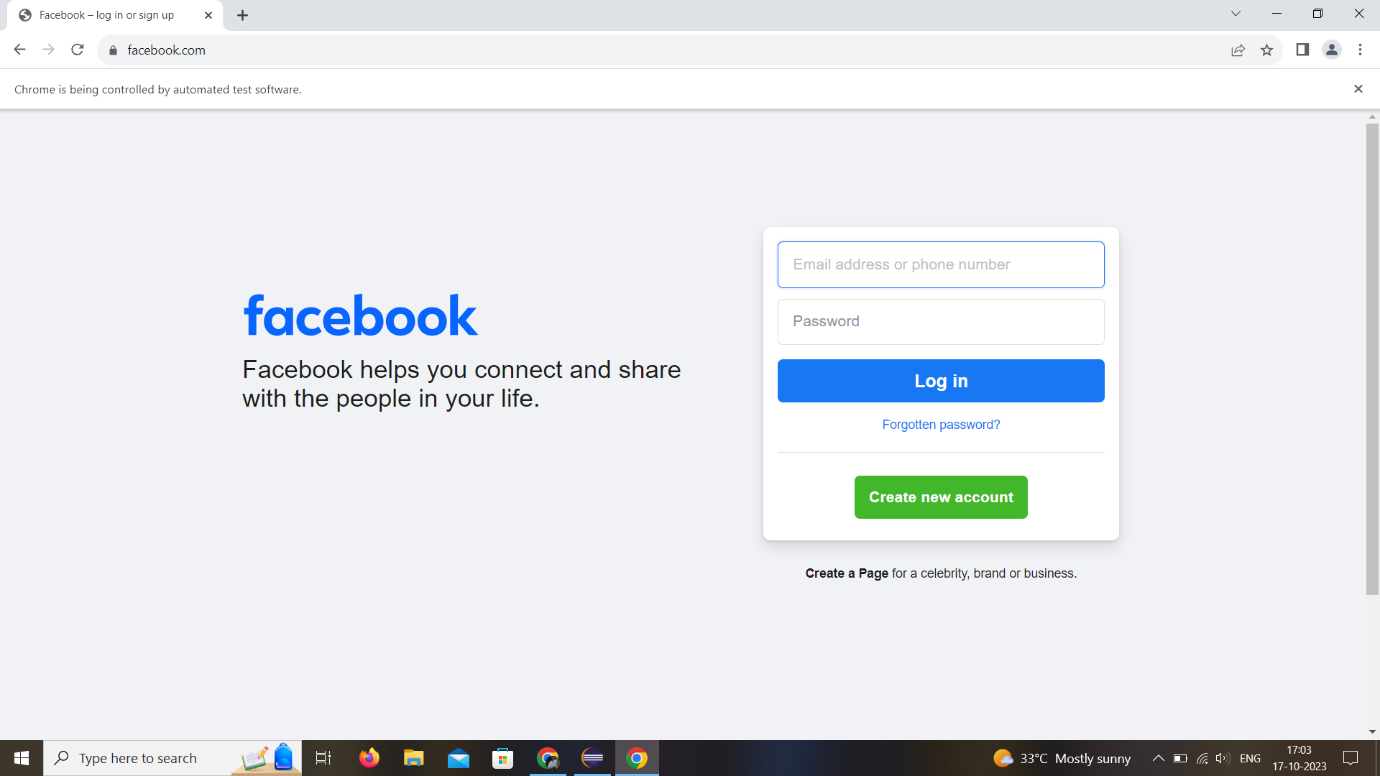 Facebook – log in or sign up
facebook.com
Chrome is being controlled by automated test software.
Email address or phone number
Password
Log in
Forgotten password?
Create new account
Create a Page for a celebrity, brand or business.
facebook
Facebook helps you connect and share
with the people in your life.
Type here to search
33°C Mostly sunny
ENG
17:03
17-10-2023